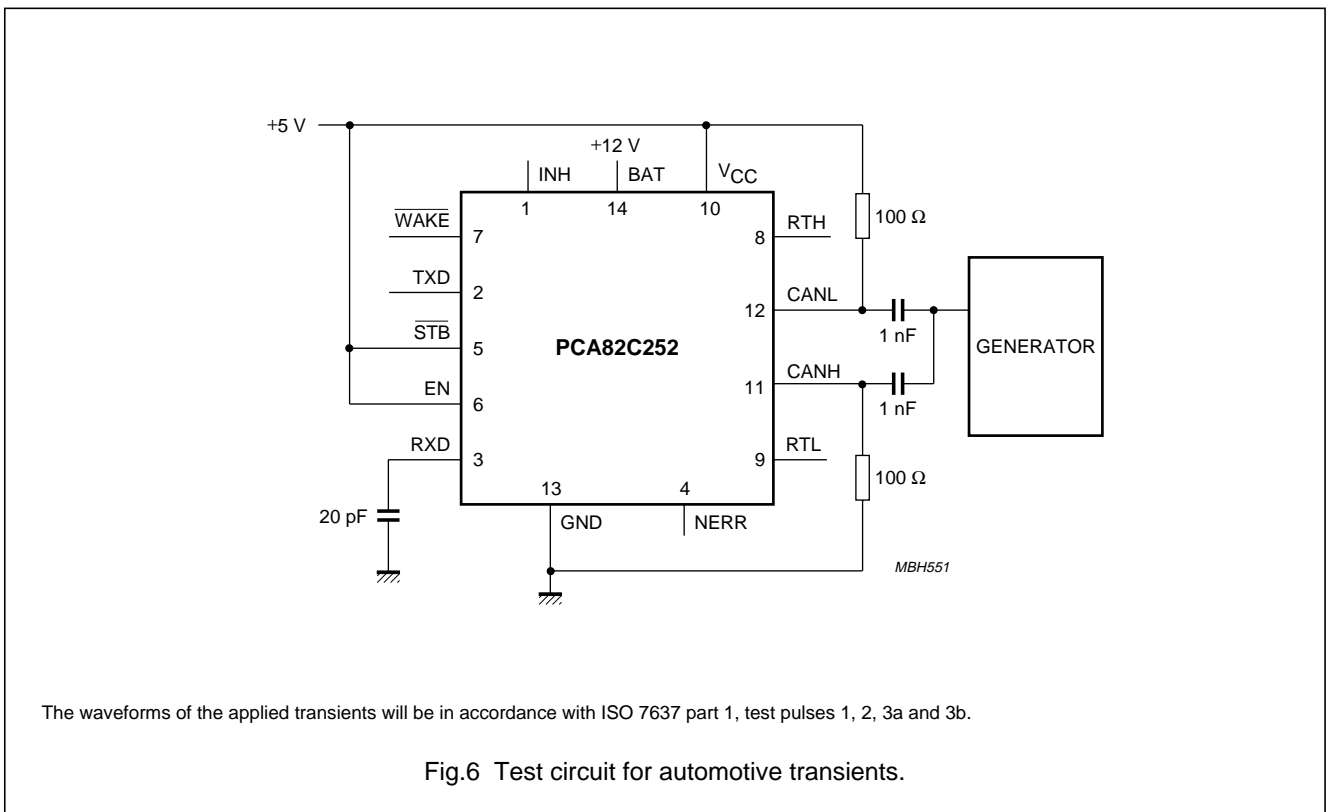 +5 V
+12 V
INH
BAT
VCC
1
14
10
WAKE
7
8
RTH
100 Ω
TXD
2
12
CANL
1 nF
STB
5
PCA82C252
GENERATOR
EN
6
11
CANH
1 nF
RXD
3
9
RTL
100 Ω
20 pF
13
4
GND
NERR
MBH551
The waveforms of the applied transients will be in accordance with ISO 7637 part 1, test pulses 1, 2, 3a and 3b.
Fig.6 Test circuit for automotive transients.